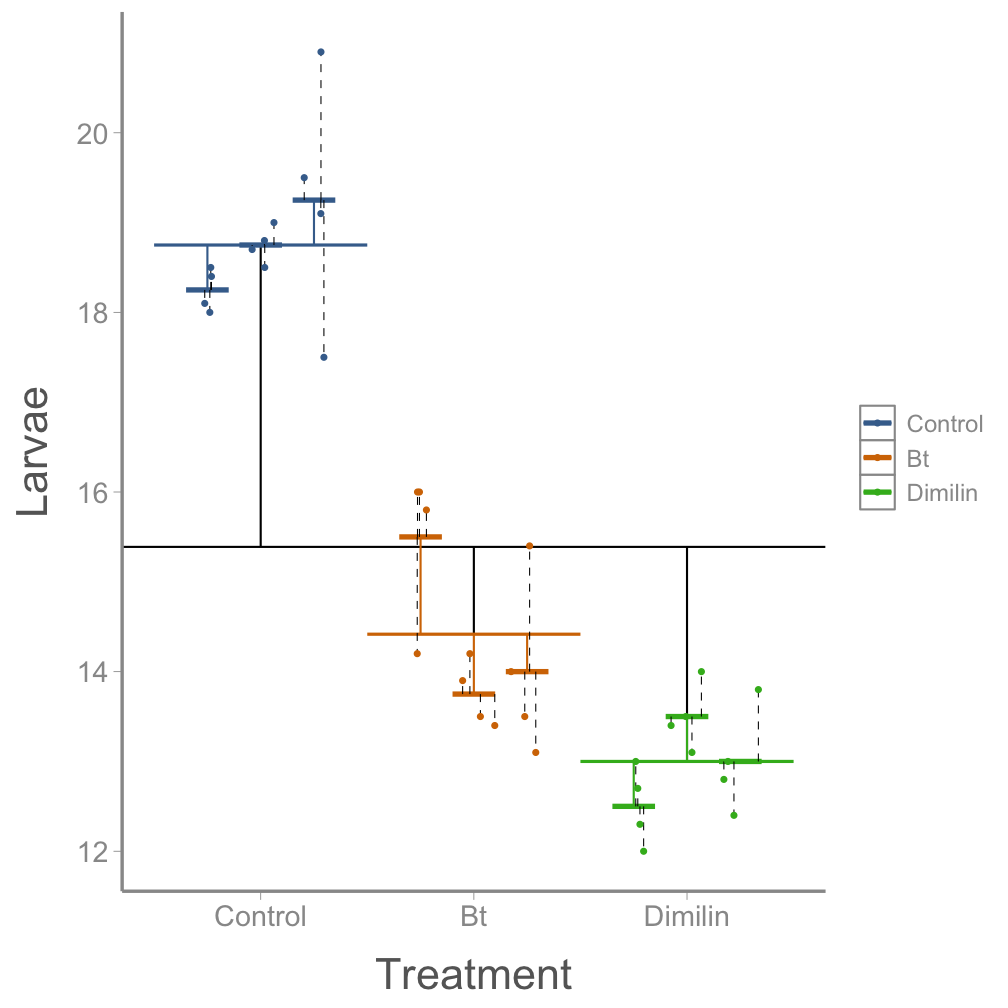 Larvae
20
18
16
14
12
Control
Bt
Dimilin
Treatment
Control
Bt
Dimilin